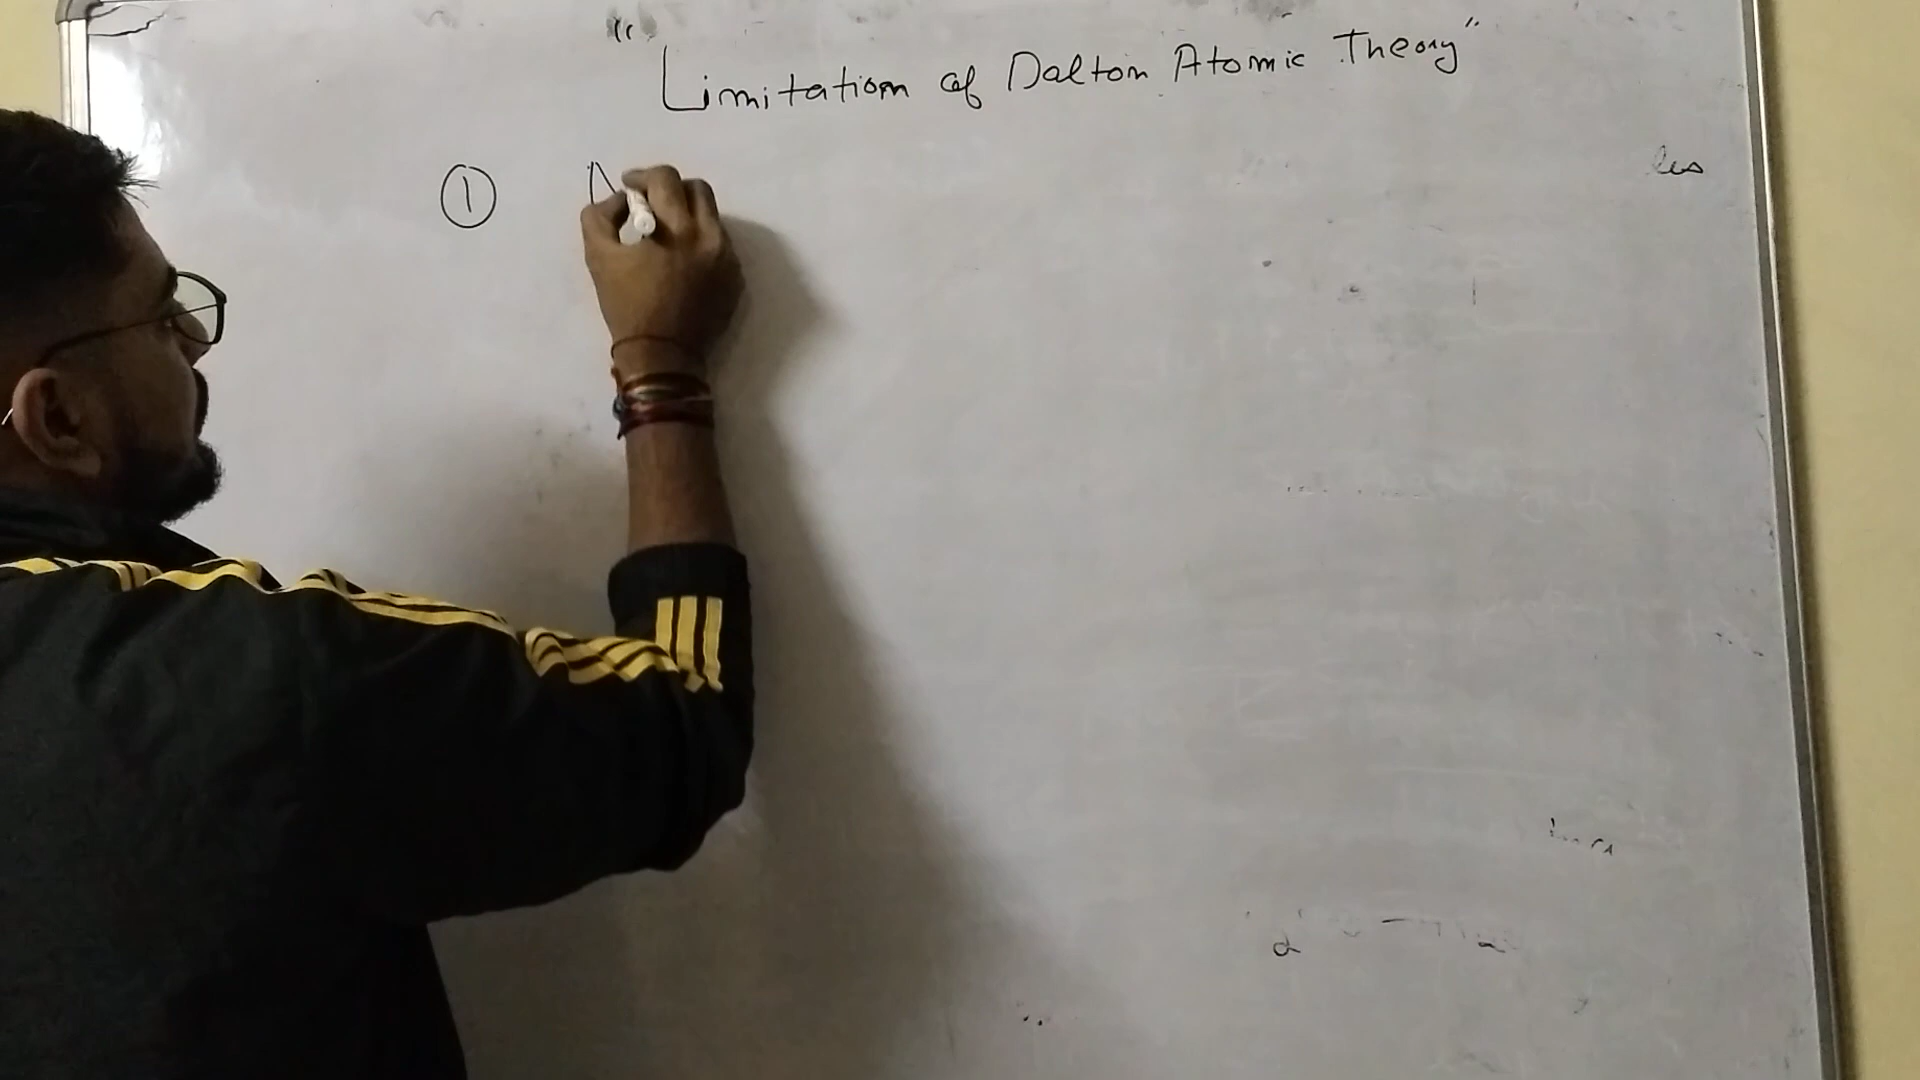 "Limitation of Dalton Atomic Theory"
① N